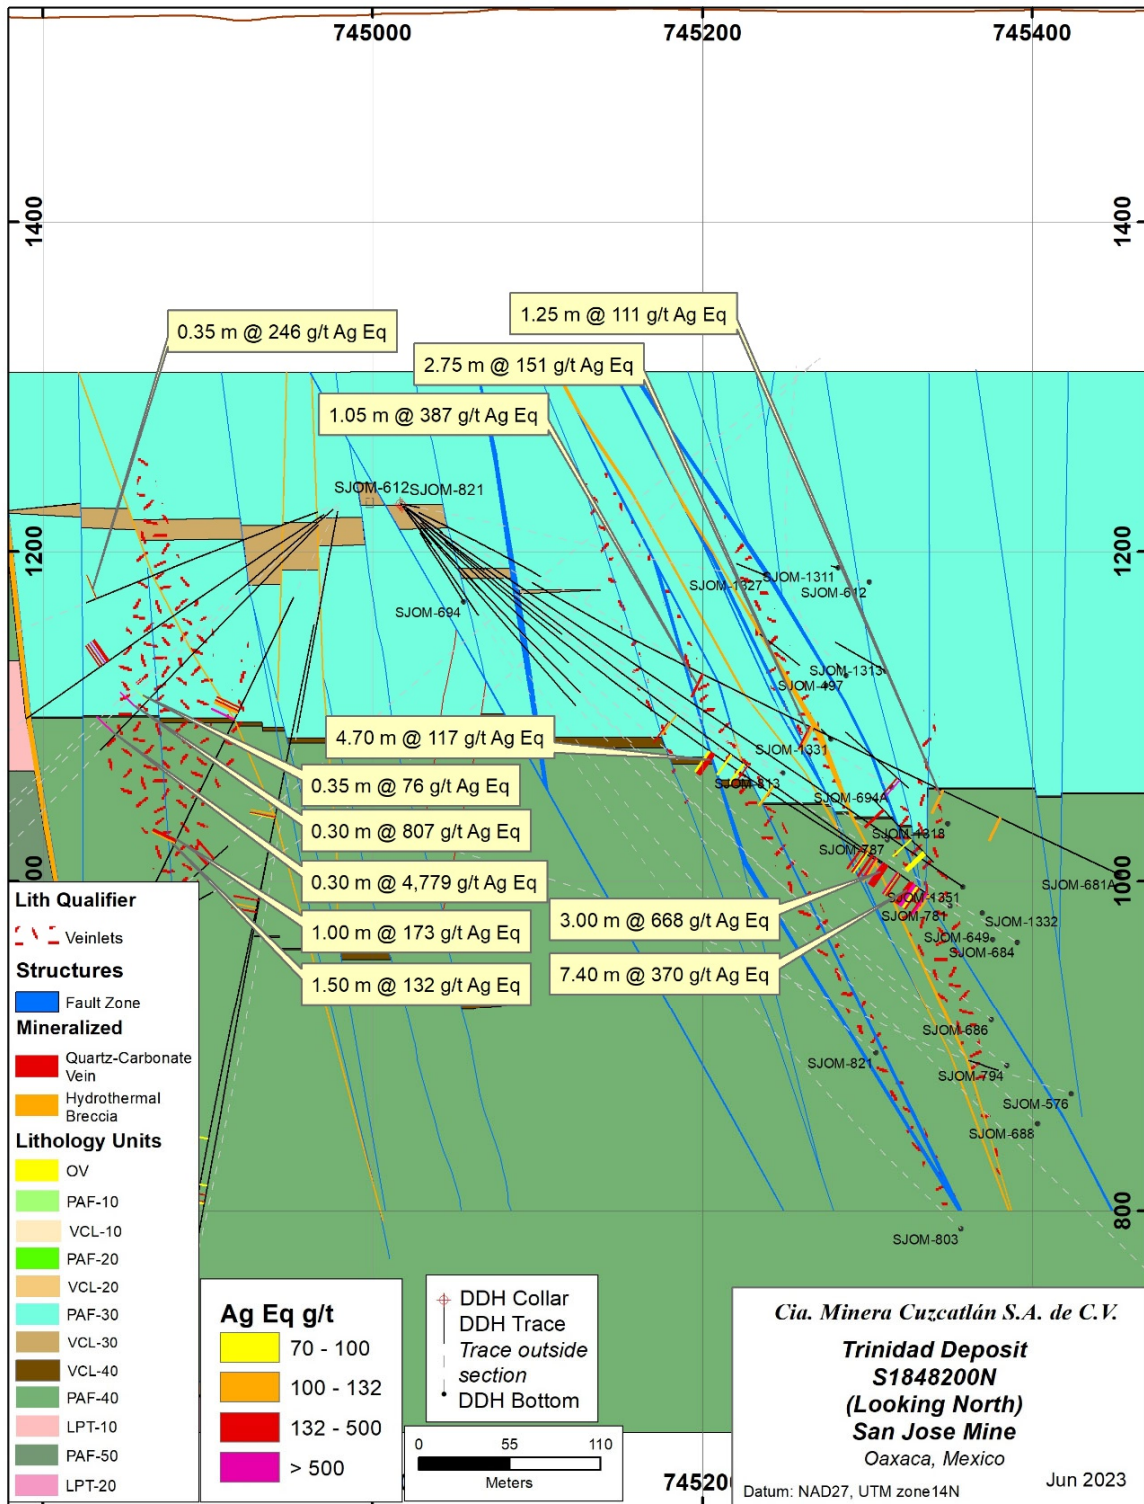 745000
745200
745400
1400
1400
1.25 m @ 111 g/t Ag Eq
0.35 m @ 246 g/t Ag Eq
2.75 m @ 151 g/t Ag Eq
1.05 m @ 387 g/t Ag Eq
SJOM-612
SJOM-821
1200
1200
SJOM-1311
SJOM-1327
SJOM-612
SJOM-694
SJOM-1313
SJOM-497
4.70 m @ 117 g/t Ag Eq
SJOM-1331
0.35 m @ 76 g/t Ag Eq
SJOM-813
SJOM-694A
0.30 m @ 807 g/t Ag Eq
SJOM-1318
SJOM-787
0.30 m @ 4,779 g/t Ag Eq
1000
SJOM-681A
SJOM-1351
3.00 m @ 668 g/t Ag Eq
SJOM-781
SJOM-1332
1.00 m @ 173 g/t Ag Eq
SJOM-649
SJOM-684
7.40 m @ 370 g/t Ag Eq
1.50 m @ 132 g/t Ag Eq
SJOM-686
SJOM-821
SJOM-794
SJOM-576
SJOM-688
800
SJOM-803
Lith Qualifier
Veinlets
Structures
Fault Zone
Mineralized
Quartz-Carbonate
Vein
Hydrothermal
Breccia
Lithology Units
OV
PAF-10
VCL-10
PAF-20
VCL-20
PAF-30
VCL-30
VCL-40
PAF-40
LPT-10
PAF-50
LPT-20
Ag Eq g/t
70 - 100
100 - 132
132 - 500
> 500
DDH Collar
DDH Trace
Trace outside
section
DDH Bottom
0 55 110
Meters
Cia. Minera Cuzcatlán S.A. de C.V.
Trinidad Deposit
S1848200N
(Looking North)
San Jose Mine
Oaxaca, Mexico
Datum: NAD27, UTM zone14N
Jun 2023